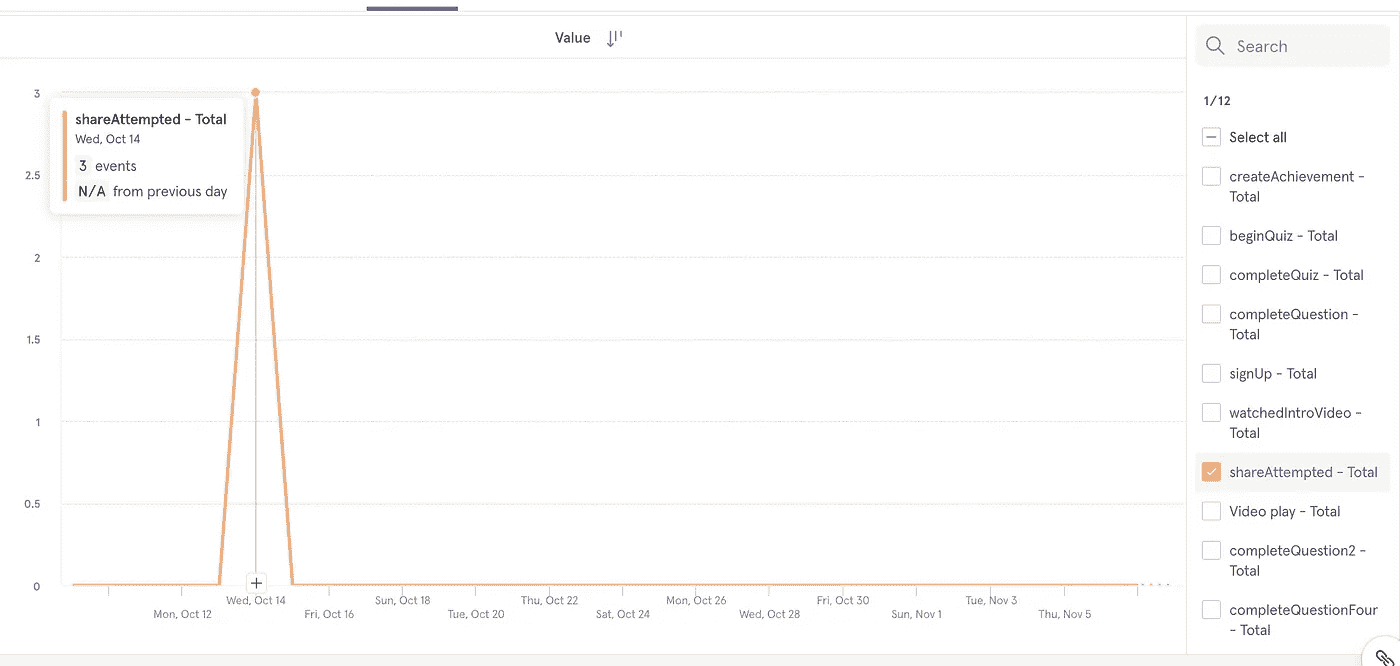 Value
Search
1/12
Select all
createAchievement -
Total
beginQuiz - Total
completeQuiz - Total
completeQuestion -
Total
signUp - Total
watchedIntroVideo -
Total
shareAttempted - Total
Video play - Total
completeQuestion2 -
Total
completeQuestionFour
- Total
3
2.5
2
1.5
1
0.5
0
shareAttempted - Total
Wed, Oct 14
3 events
N/A from previous day
Wed, Oct 14
Sun, Oct 18
Thu, Oct 22
Mon, Oct 26
Fri, Oct 30
Tue, Nov 3
Mon, Oct 12
Fri, Oct 16
Tue, Oct 20
Sat, Oct 24
Wed, Oct 28
Sun, Nov 1
Thu, Nov 5